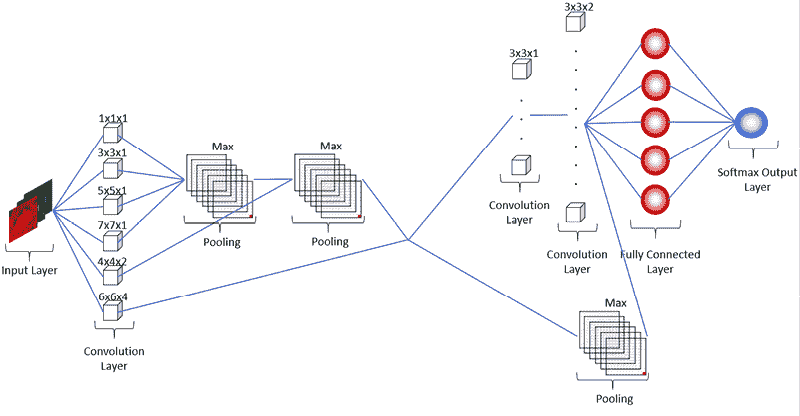 3x3x2
3x3x1
1x1x1
3x3x1
5x5x1
7x7x1
4x4x2
6x6x4
Input Layer
Convolution
Layer
Max
Pooling
Max
Pooling
Convolution
Layer
Convolution
Layer
Fully Connected
Layer
Softmax Output
Layer
Max
Pooling